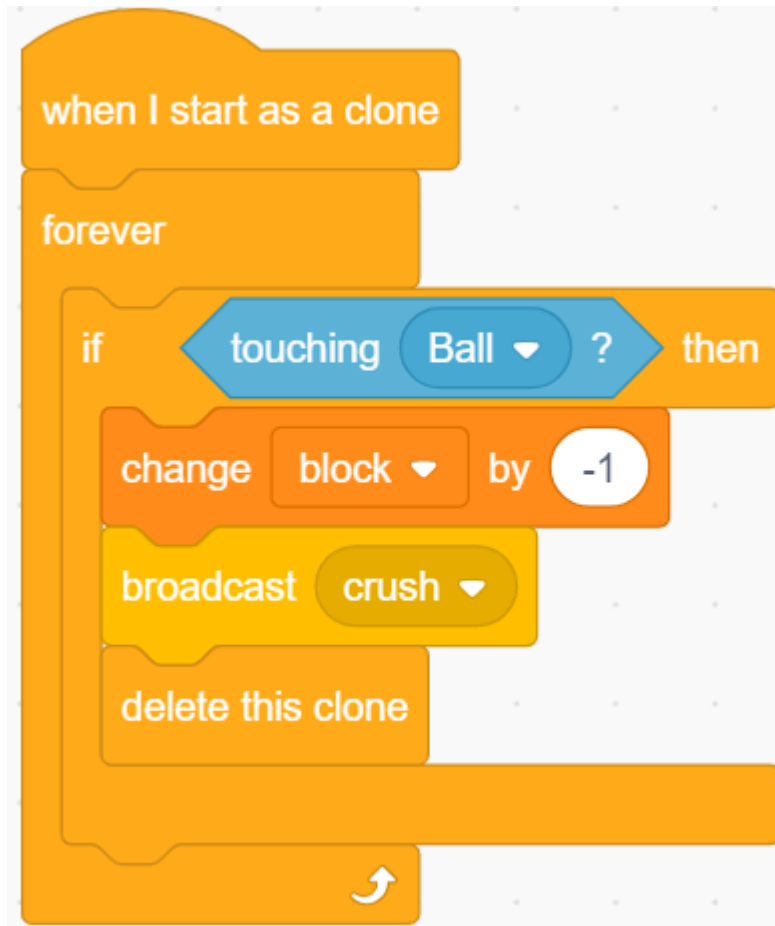 when I start as a clone
forever
if touching Ball ? then
change block by -1
broadcast crush
delete this clone